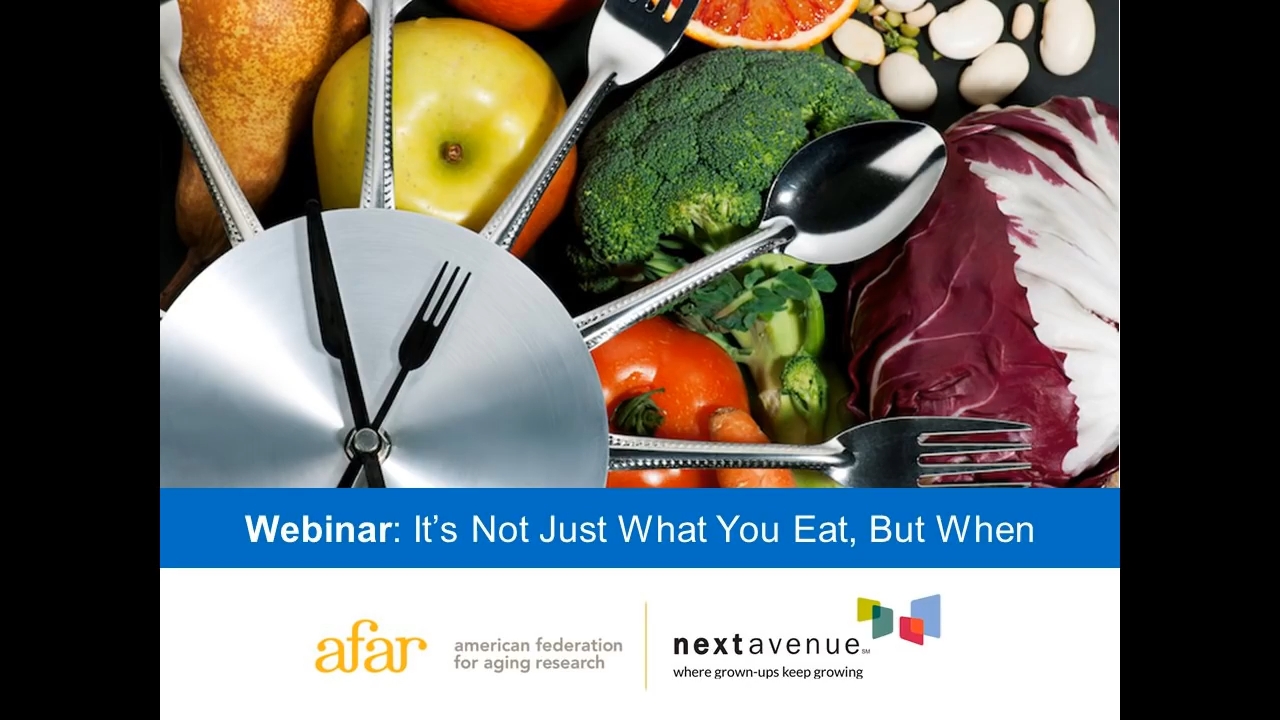 Webinar: It’s Not Just What You Eat, But When
afar
american federation
for aging research
nextavenue℠
where grown-ups keep growing